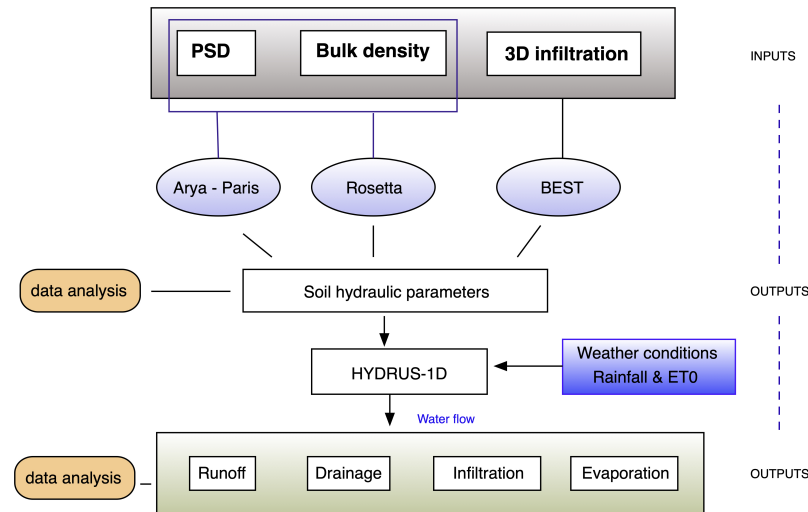 PSD
Bulk density
3D infiltration
INPUTS
Arya - Paris
Rosetta
BEST
data analysis
Soil hydraulic parameters
OUTPUTS
HYDRUS-1D
Weather conditions
Rainfall & ET0
Water flow
data analysis
Runoff
Drainage
Infiltration
Evaporation
OUTPUTS